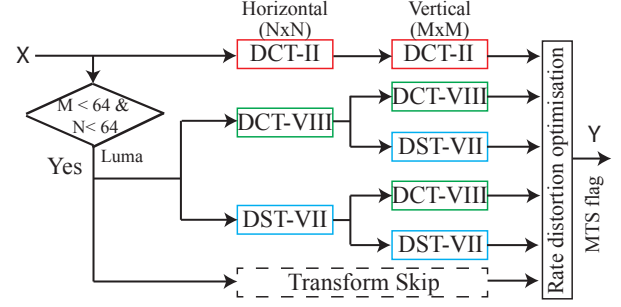 Horizontal
(NxN)
Vertical
(MxM)
X
DCT-II
DCT-II
M < 64 &
N< 64
Yes
Luma
DCT-VIII
DCT-VIII
DST-VII
DST-VII
DCT-VIII
DST-VII
Transform Skip
Rate distortion optimisation
Y
MTS flag